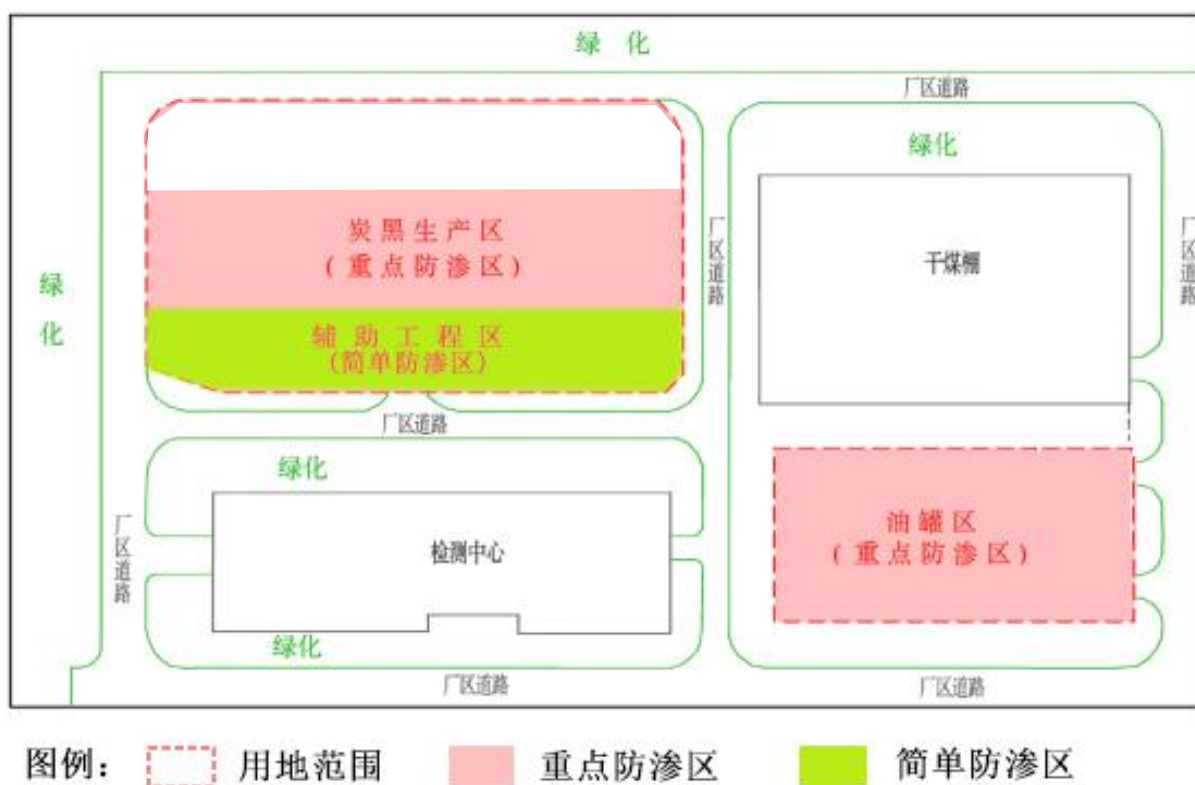 绿 化
厂区道路
绿化
炭黑生产区
(重点防渗区)
厂区道路
干煤棚
厂区道路
绿化
辅助工程区
(简单防渗区)
厂区道路
绿化
油罐区
(重点防渗区)
厂区道路
检测中心
绿化
厂区道路
厂区道路
图例:
用地范围
重点防渗区
简单防渗区